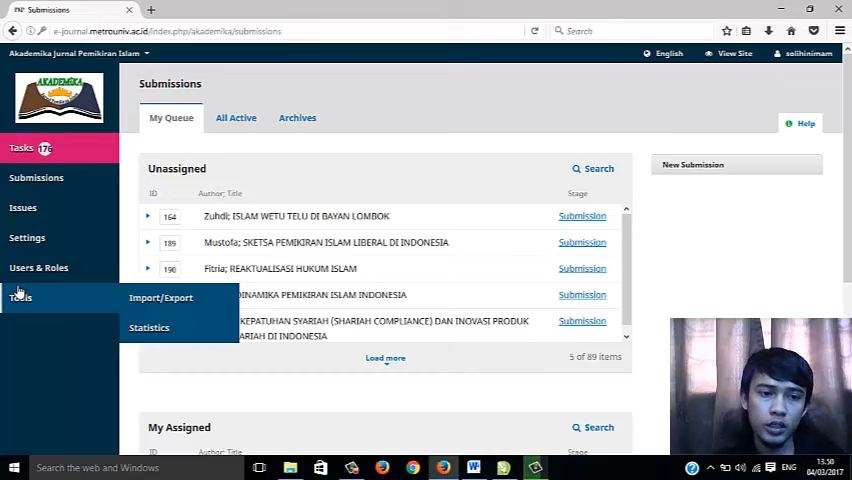 Submissions
e-journal.metrouniv.ac.id/index.php/akademika/submissions
Search
Akademika Jurnal Pemikiran Islam
English
View Site
solihinimam
AKADEMIKA
Submissions
My Queue
All Active
Archives
Help
Tasks 176
Submissions
Issues
Settings
Users & Roles
Tools
Import/Export
Statistics
Unassigned
Search
New Submission
ID
Author; Title
Stage
164
Zuhdi; ISLAM WETU TELU DI BAYAN LOMBOK
Submission
189
Mustofa; SKETSA PEMIKIRAN ISLAM LIBERAL DI INDONESIA
Submission
190
Fitria; REAKTUALISASI HUKUM ISLAM
Submission
DINAMIKA PEMIKIRAN ISLAM INDONESIA
Submission
KEPATUHAN SYARIAH (SHARIAH COMPLIANCE) DAN INOVASI PRODUK
Submission
ARIAH DI INDONESIA
Load more
5 of 89 items
My Assigned
Search
ID
Author; Title
Stage
Search the web and Windows
ENG
13.50
04/03/2017